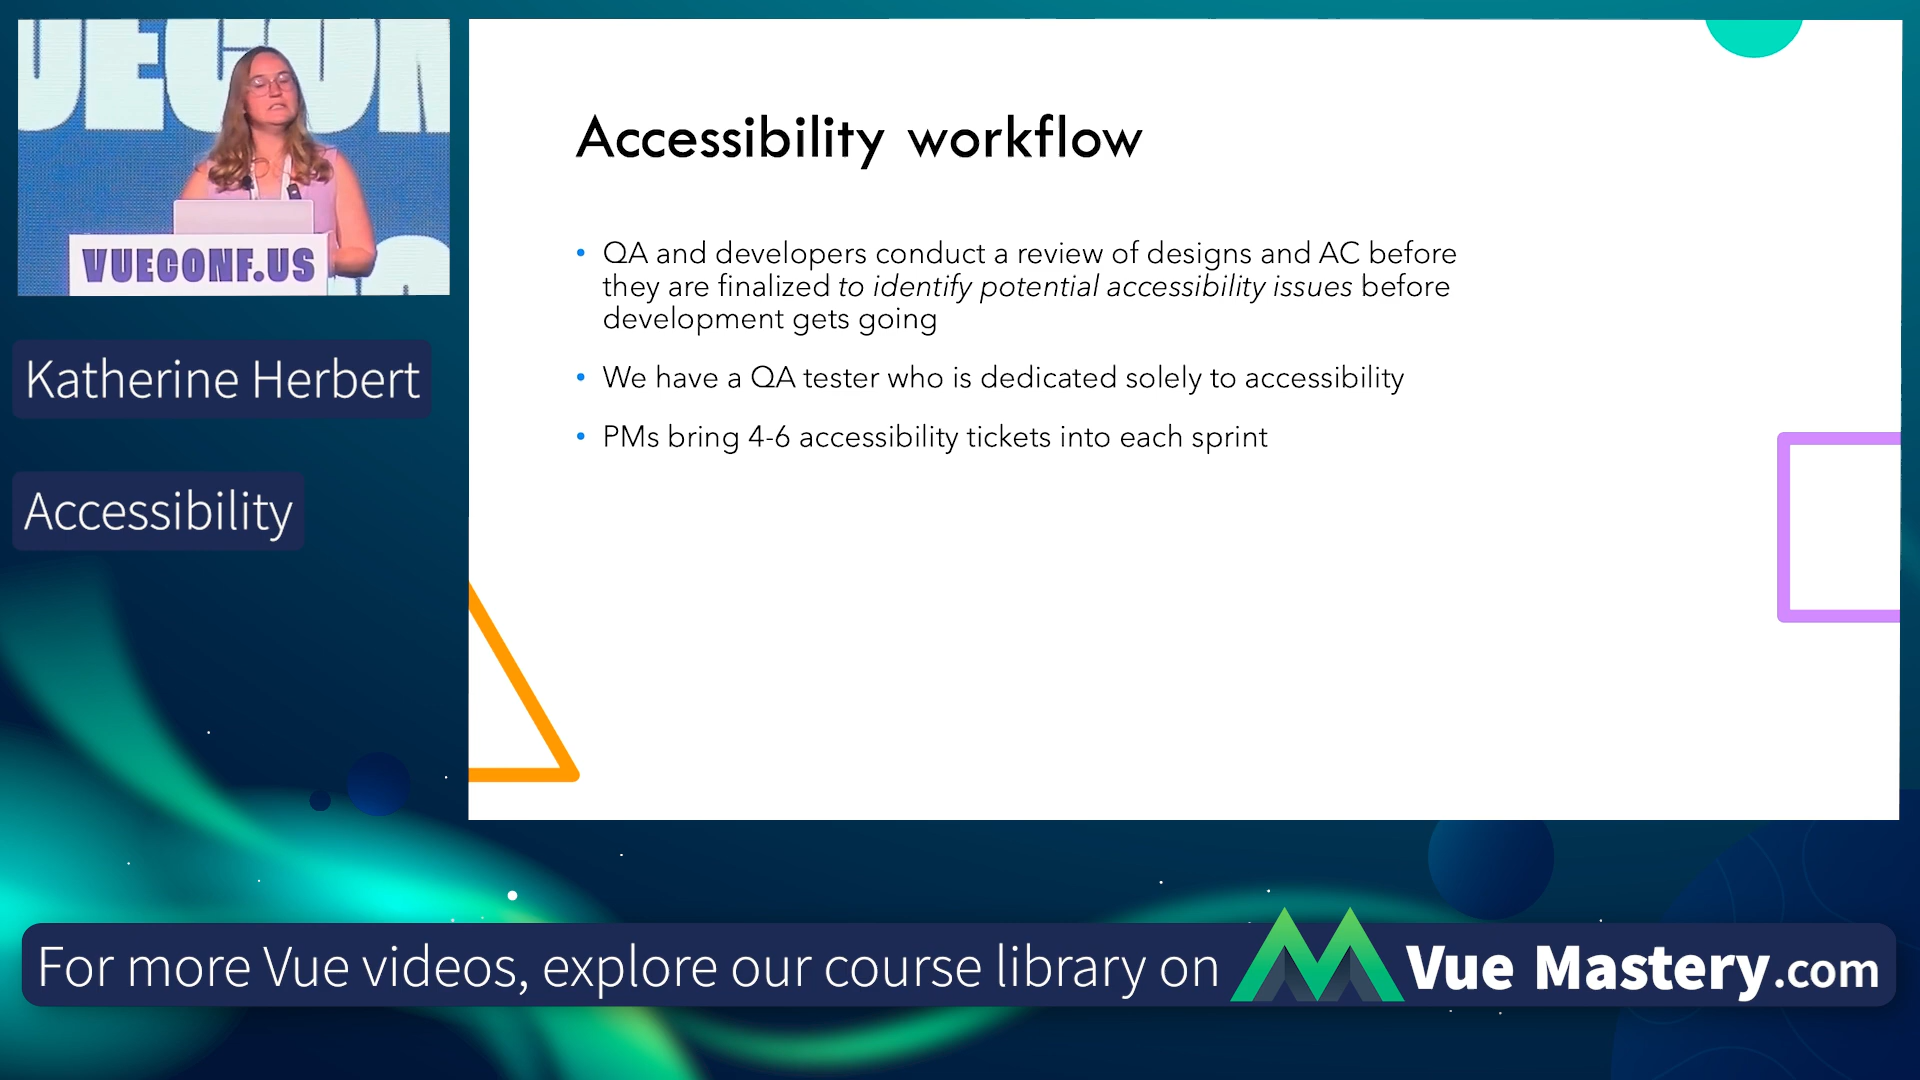 VUECONF.US
Katherine Herbert
Accessibility
Accessibility workflow
• QA and developers conduct a review of designs and AC before
they are finalized to identify potential accessibility issues before
development gets going
• We have a QA tester who is dedicated solely to accessibility
• PMs bring 4-6 accessibility tickets into each sprint
For more Vue videos, explore our course library on Vue Mastery.com